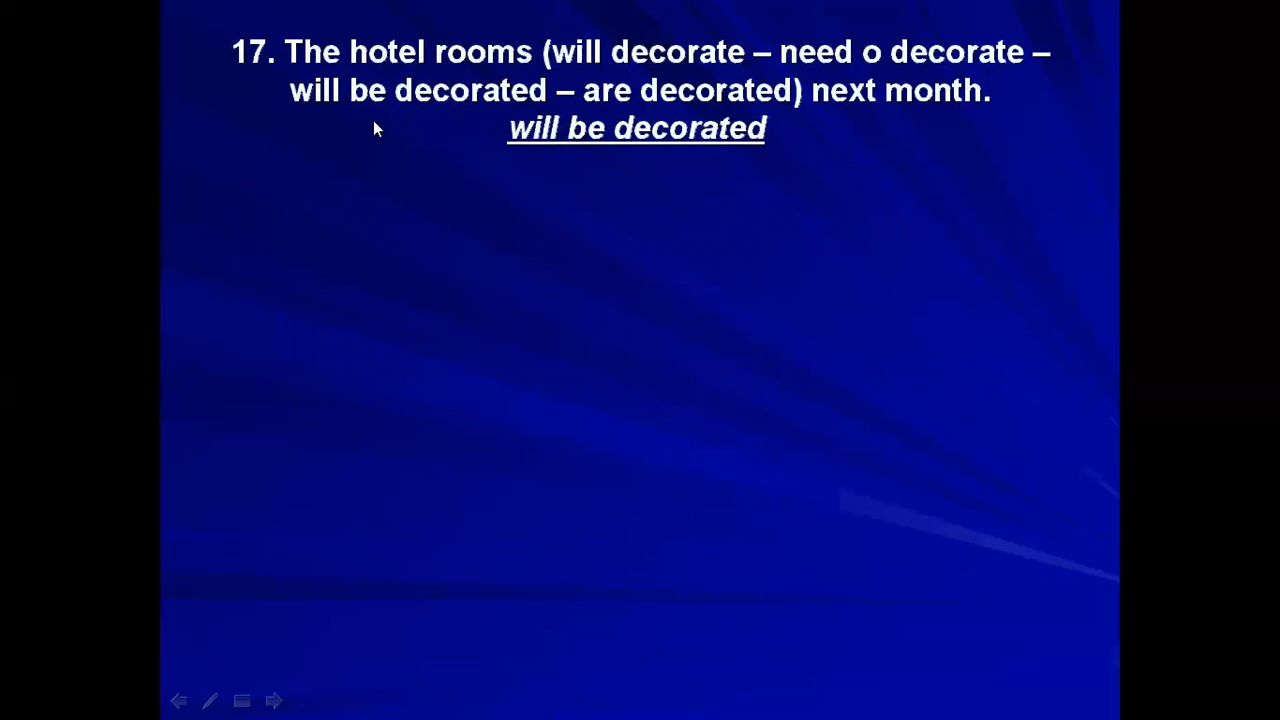 17. The hotel rooms (will decorate – need o decorate –
will be decorated – are decorated) next month.
will be decorated